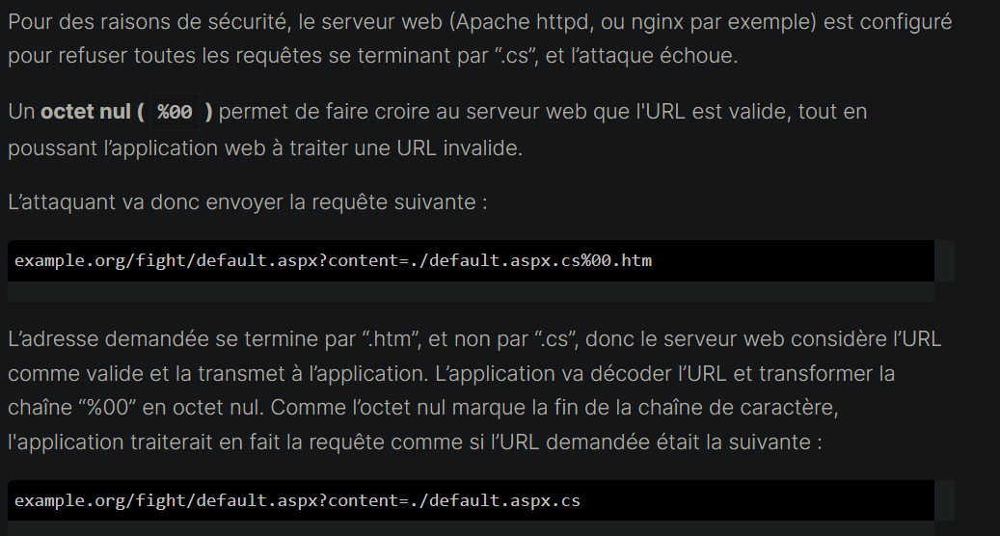 Pour des raisons de sécurité, le serveur web (Apache httpd, ou nginx par exemple) est configuré
pour refuser toutes les requêtes se terminant par “.cs”, et l’attaque échoue.
Un octet nul ( %00 ) permet de faire croire au serveur web que l'URL est valide, tout en
poussant l’application web à traiter une URL invalide.
L’attaquant va donc envoyer la requête suivante :
example.org/fight/default.aspx?content=./default.aspx.cs%00.htm
L’adresse demandée se termine par “.htm”, et non par “.cs”, donc le serveur web considère l’URL
comme valide et la transmet à l’application. L’application va décoder l’URL et transformer la
chaîne “%00” en octet nul. Comme l’octet nul marque la fin de la chaîne de caractère,
l'application traiterait en fait la requête comme si l’URL demandée était la suivante :
example.org/fight/default.aspx?content=./default.aspx.cs